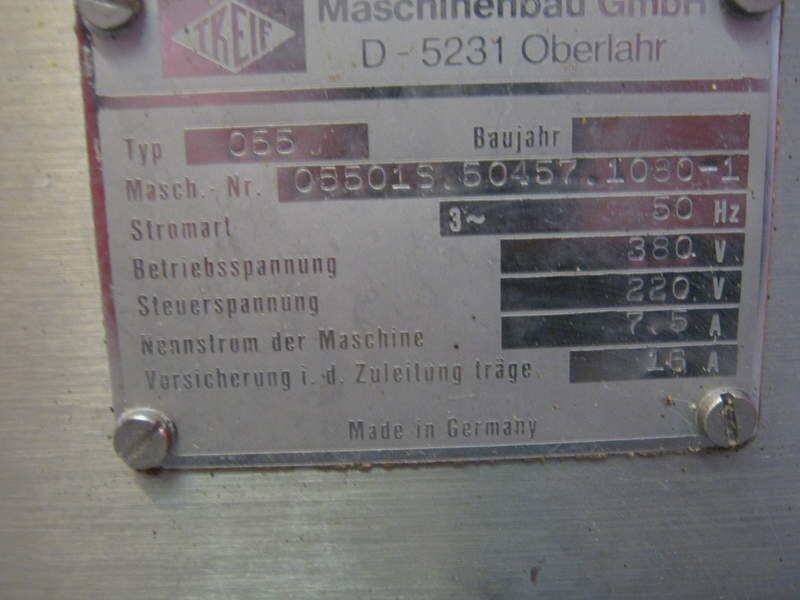 TREIF
Maschinenbau GmbH
D - 5231 Oberlahr
Typ 055 Baujahr
Masch.- Nr. 05501S.50457.1080-1
Stromart 3~ 50 Hz
Betriebsspannung 380 V
Steuerspannung 220 V
Nennstrom der Maschine 7.5 A
Vorsicherung i. d. Zuleitung träge 16 A
Made in Germany